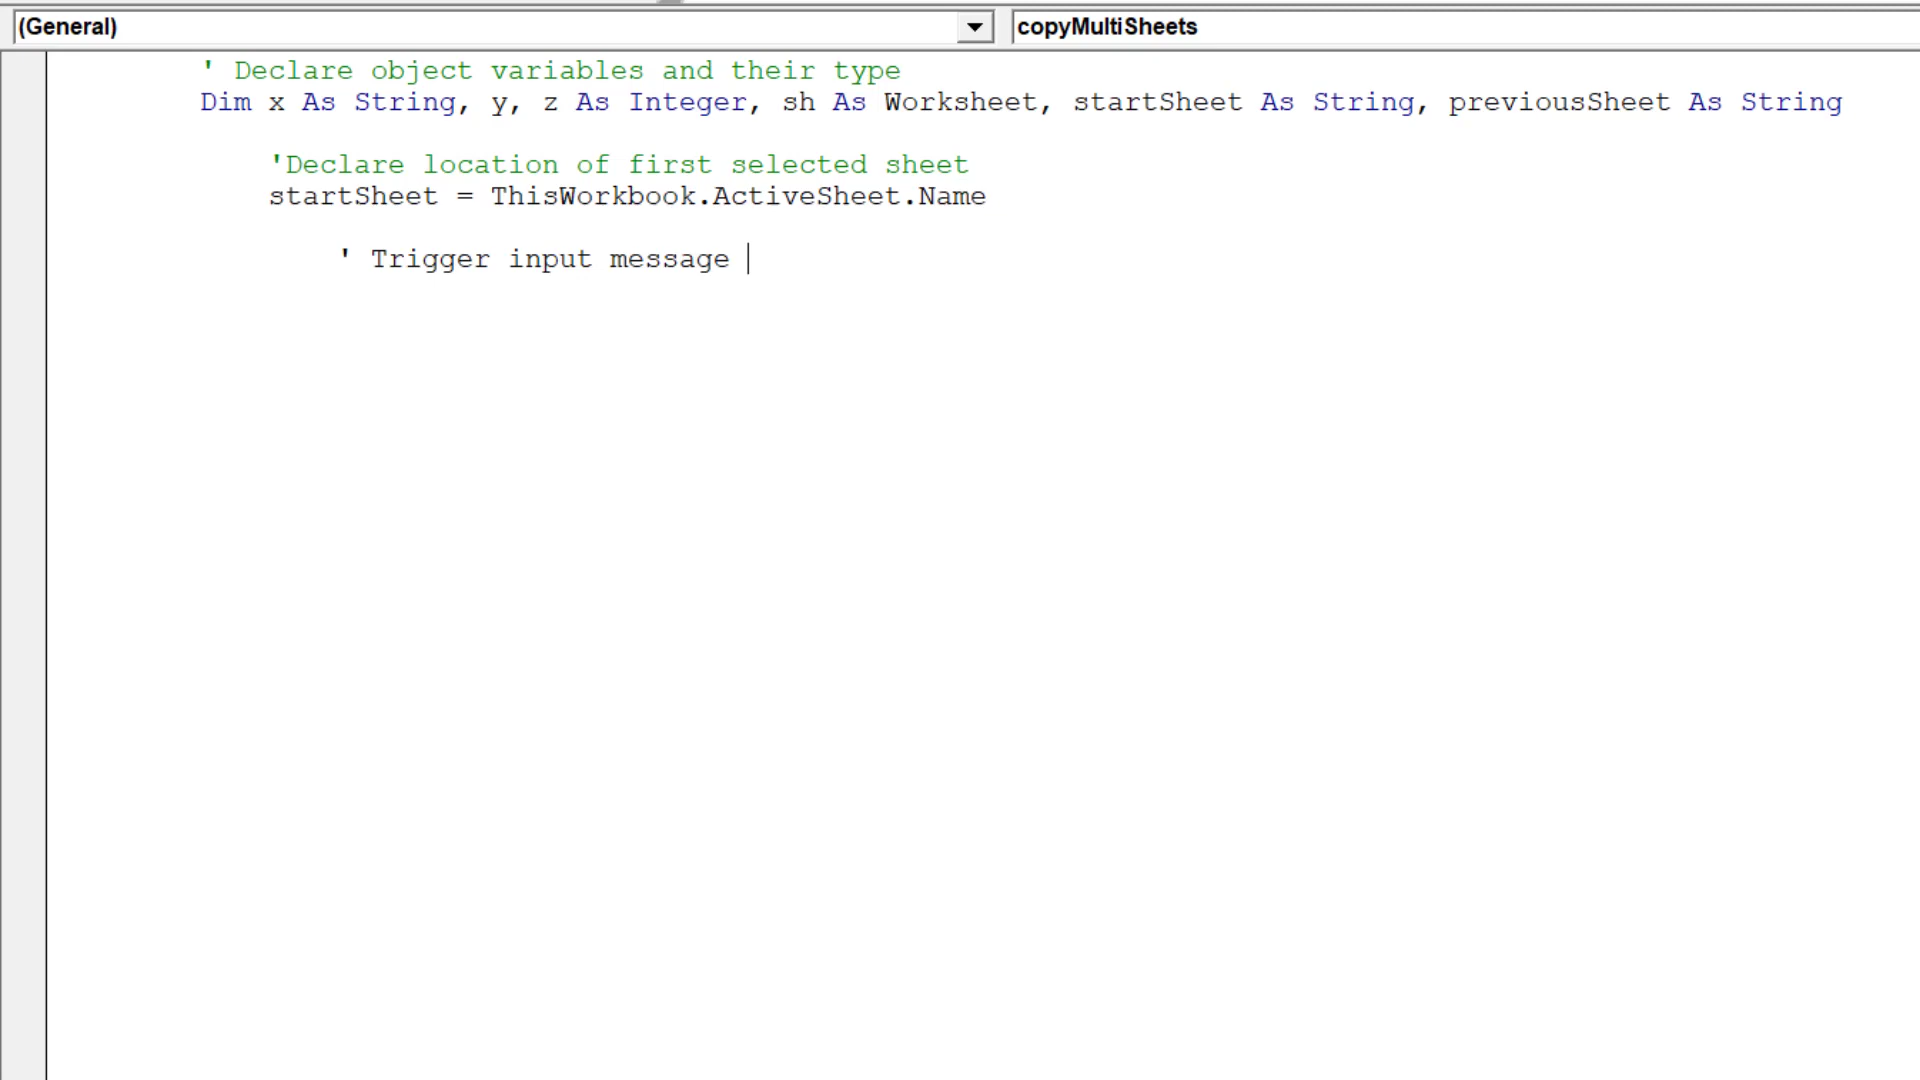 (General)
copyMultiSheets
' Declare object variables and their type
Dim x As String, y, z As Integer, sh As Worksheet, startSheet As String, previousSheet As String
'Declare location of first selected sheet
startSheet = ThisWorkbook.ActiveSheet.Name
' Trigger input message